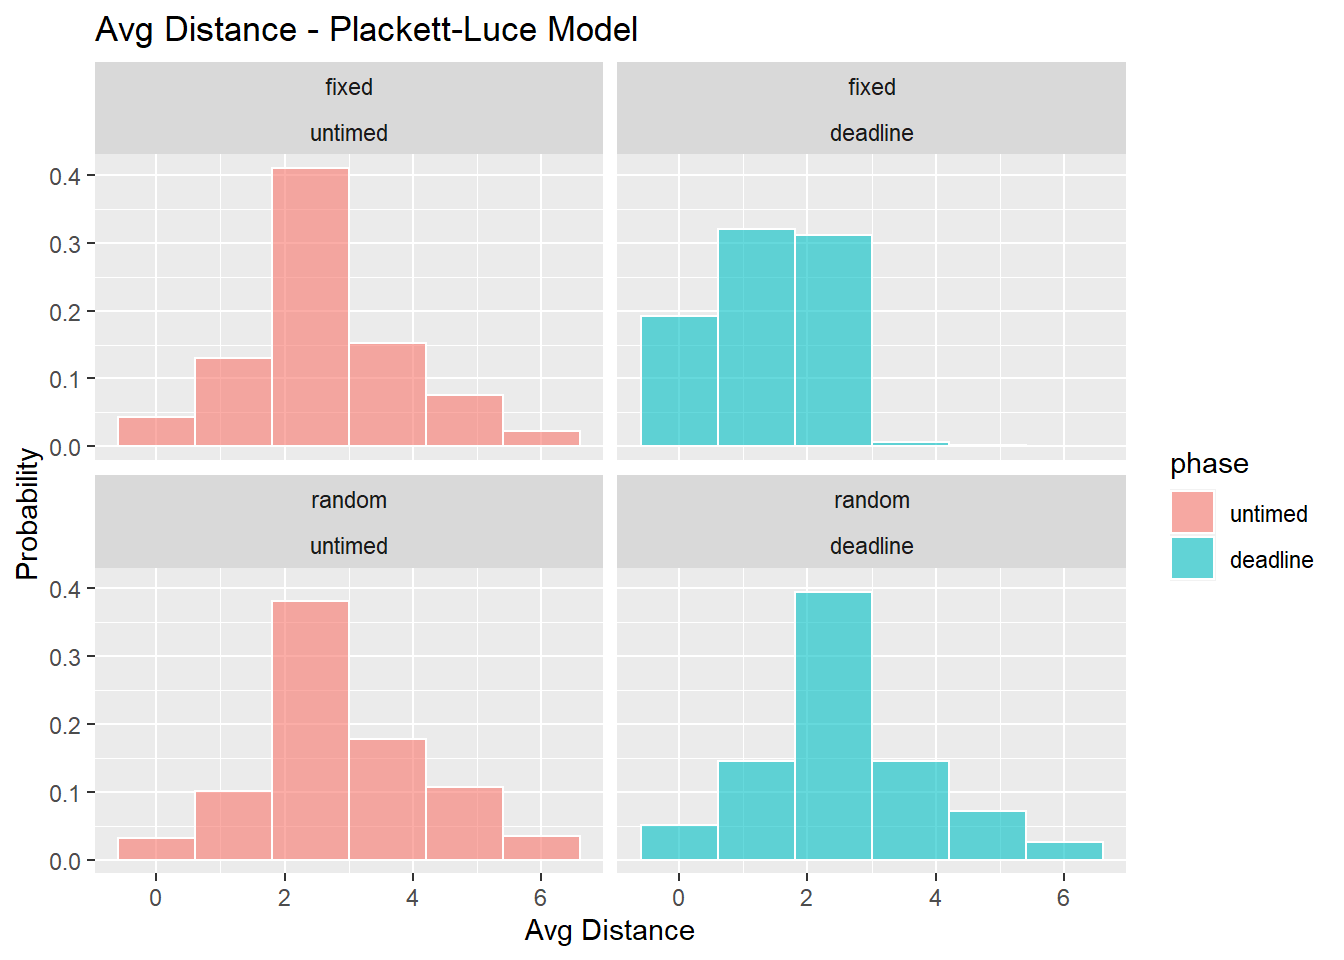 Avg Distance - Plackett-Luce Model
fixed
untimed
fixed
deadline
0.4
0.3
0.2
0.1
0.0
random
untimed
random
deadline
0.4
0.3
0.2
0.1
0.0
0 2 4 6
0 2 4 6
Avg Distance
Probability
phase
untimed
deadline